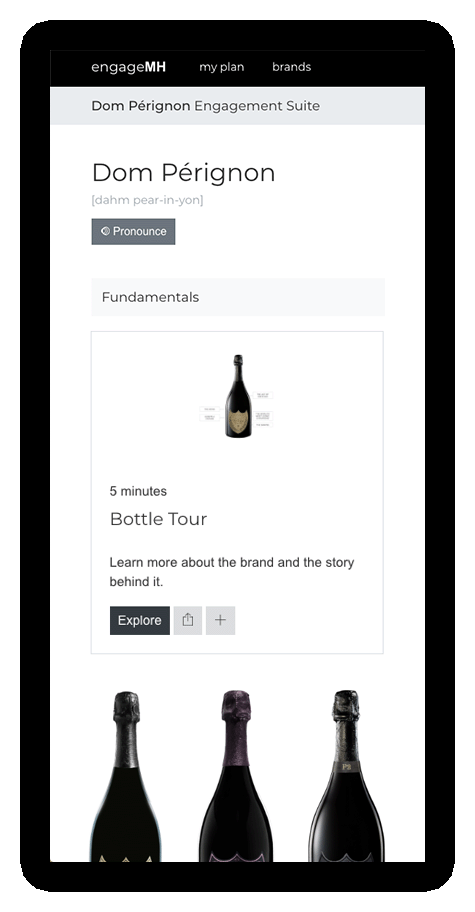 engageMH my plan brands
Dom Pérignon Engagement Suite
Dom Pérignon
[dahm pear-in-yon]
Pronounce
Fundamentals
5 minutes
Bottle Tour
Learn more about the brand and the story
behind it.
Explore